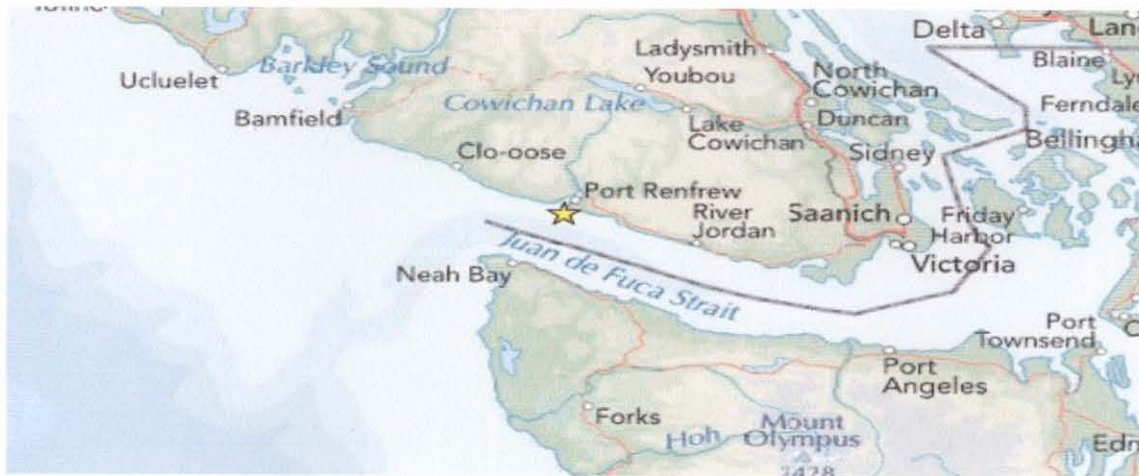 Delta
Ladysmith
Blaine
Ucluelet
Barkley Sound
Youbou
North
Cowichan
Cowichan Lake
Ferndale
Bamfield
Lake
Cowichan
Duncan
Clo-oose
Sidney
Port Renfrew
River
Jordan
Saanich
Friday
Harbor
Victoria
Neah Bay
Juan de Fuca Strait
Port
Townsend
Port
Angeles
Forks
Hoh
Mount
Olympus